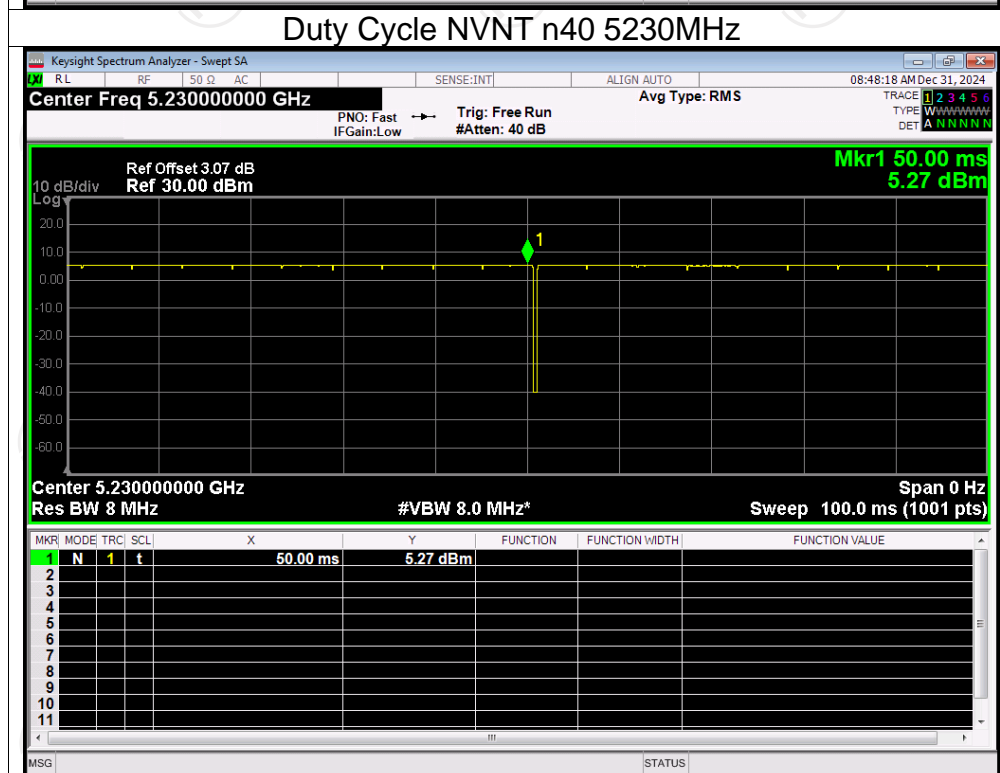 Duty Cycle NVNT n40 5230MHz
Keysight Spectrum Analyzer - Swept SA
LXI RL RF 50 Ω AC SENSE:INT ALIGN AUTO 08:48:18 AM Dec 31, 2024
Center Freq 5.230000000 GHz Avg Type: RMS TRACE 1 2 3 4 5 6
PNO: Fast Trig: Free Run TYPE WWWWWW
IFGain:Low #Atten: 40 dB DET A N N N N N
Mkr1 50.00 ms
Ref Offset 3.07 dB
10 dB/div Ref 30.00 dBm 5.27 dBm
Log
20.0
1
10.0
0.00
-10.0
-20.0
-30.0
-40.0
-50.0
-60.0
Center 5.230000000 GHz Span 0 Hz
Res BW 8 MHz #VBW 8.0 MHz* Sweep 100.0 ms (1001 pts)
MKR MODE TRC SCL X Y FUNCTION FUNCTION WIDTH FUNCTION VALUE
1 N 1 t 50.00 ms 5.27 dBm
2
3
4
5
6
7
8
9
10
11
MSG STATUS